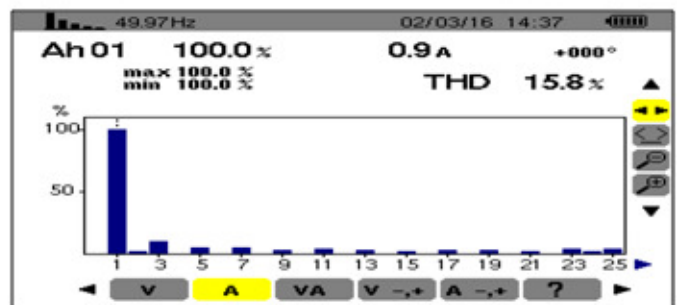 49.97Hz 02/03/16 14:37
Ah 01 100.0 % 0.9 A +000°
max 100.0 %
min 100.0 %
THD 15.8 %
%
100
50
1 3 5 7 9 11 13 15 17 19 21 23 25
V A VA V -,+ A -,+ ?